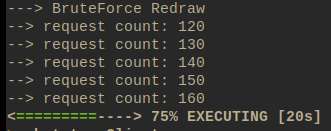 ---> BruteForce Redraw
--> request count: 120
--> request count: 130
--> request count: 140
--> request count: 150
--> request count: 160
<=========----> 75% EXECUTING [20s]